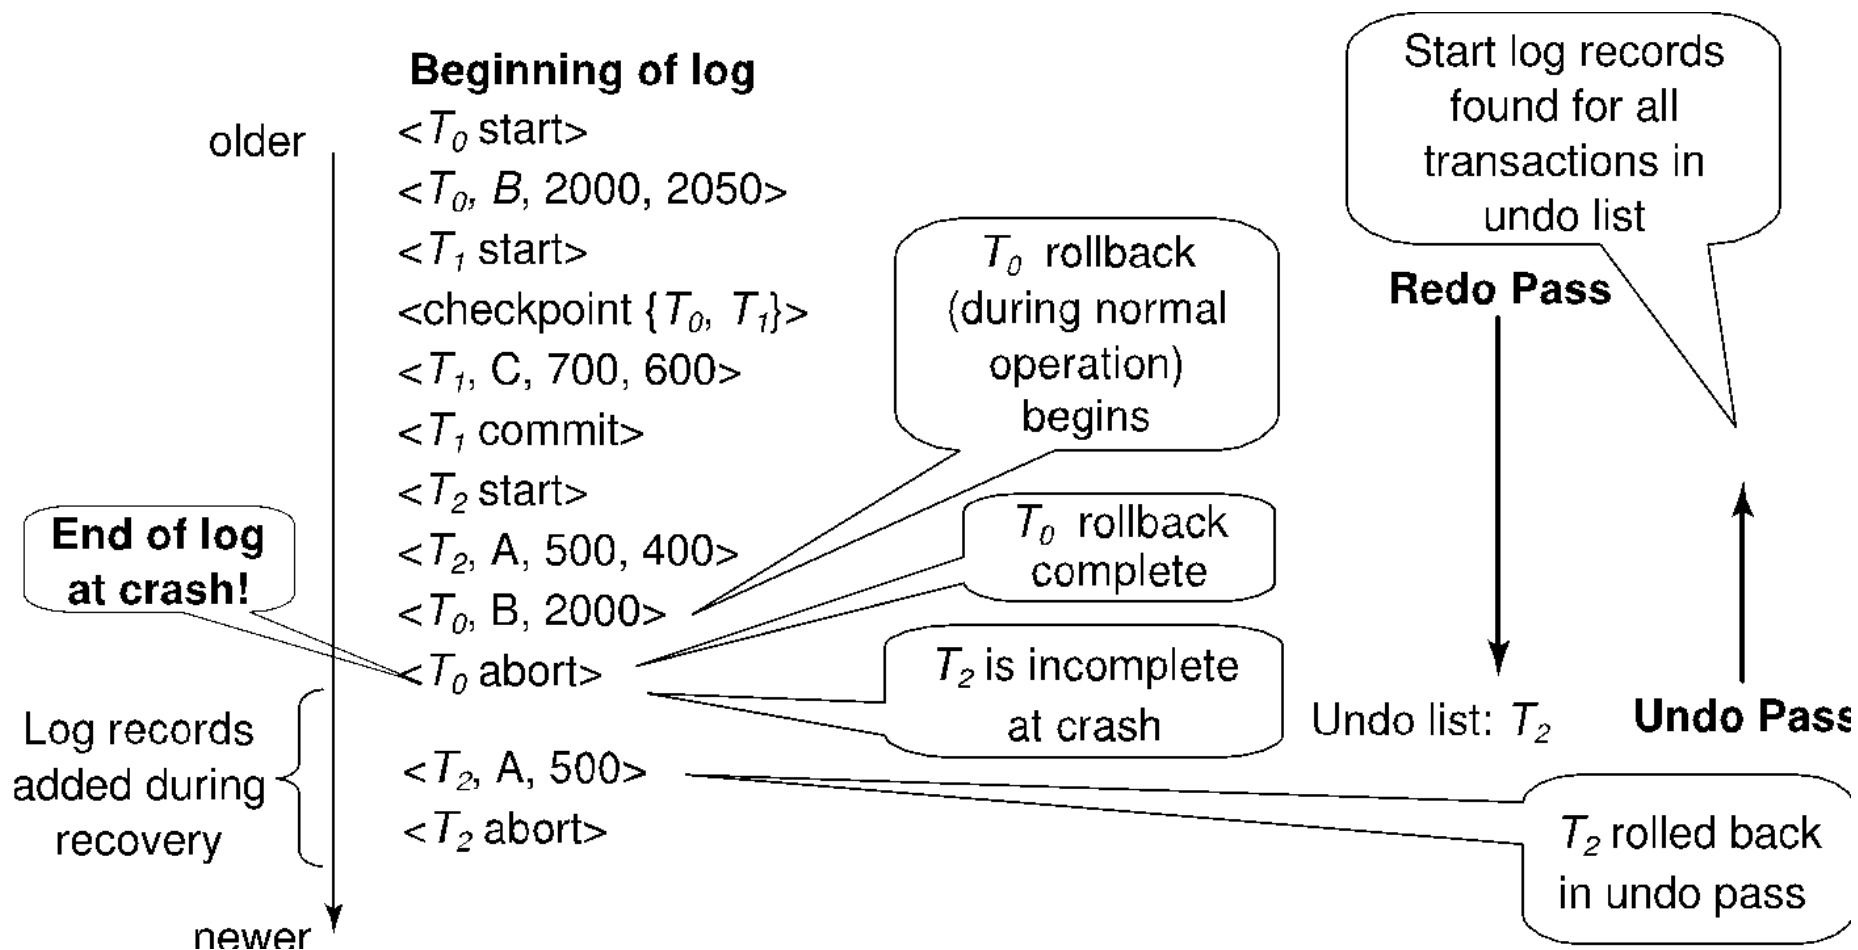 Beginning of log
older
<T0 start>
<T0, B, 2000, 2050>
<T1 start>
<checkpoint {T0, T1}>
<T1, C, 700, 600>
<T1 commit>
<T2 start>
<T2, A, 500, 400>
<T0, B, 2000>
<T0 abort>
<T2, A, 500>
<T2 abort>
End of log
at crash!
Log records
added during
recovery
newer
T0 rollback
(during normal
operation)
begins
T0 rollback
complete
T2 is incomplete
at crash
Start log records
found for all
transactions in
undo list
Redo Pass
Undo list: T2
Undo Pass
T2 rolled back
in undo pass